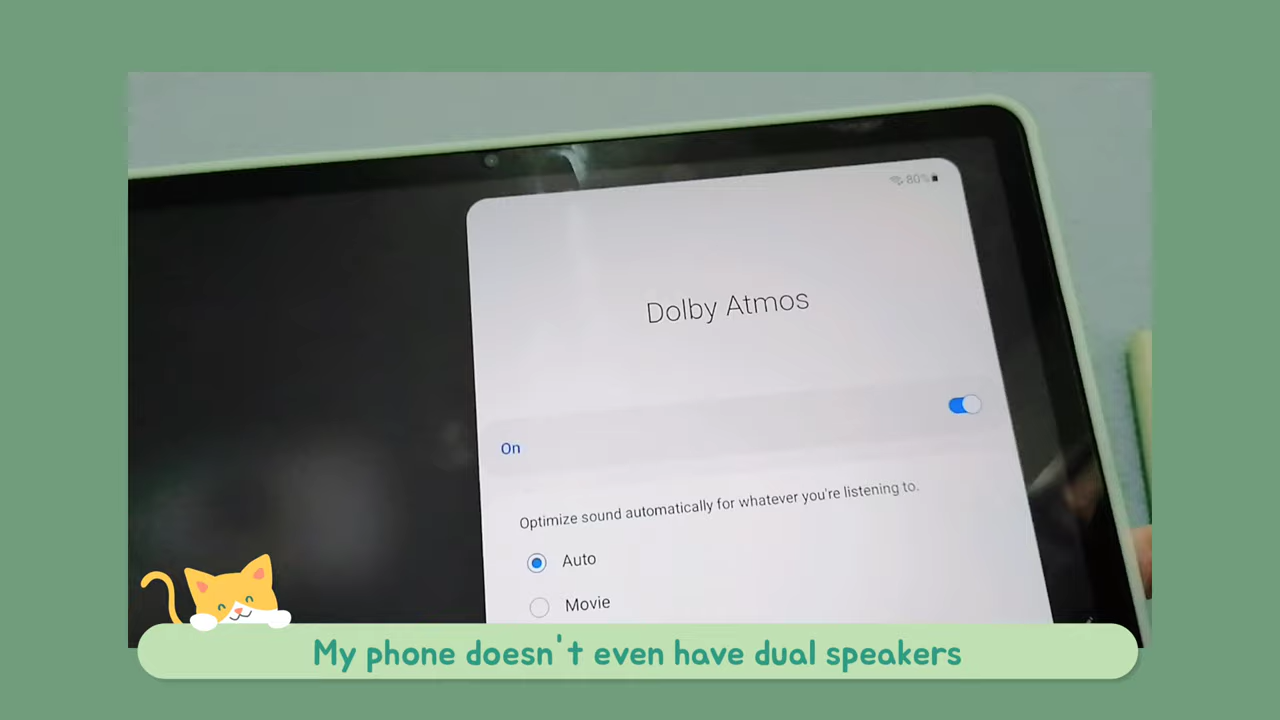 80%
Dolby Atmos
On
Optimize sound automatically for whatever you're listening to.
Auto
Movie
My phone doesn't even have dual speakers